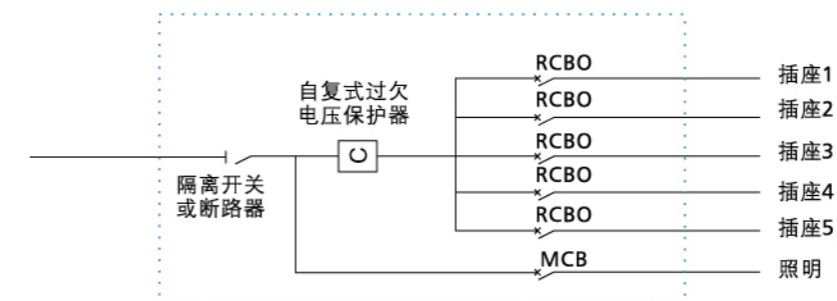 RCBO
插座1
自复式过欠
电压保护器
RCBO
插座2
RCBO
插座3
隔离开关
或断路器
RCBO
插座4
RCBO
插座5
MCB
照明